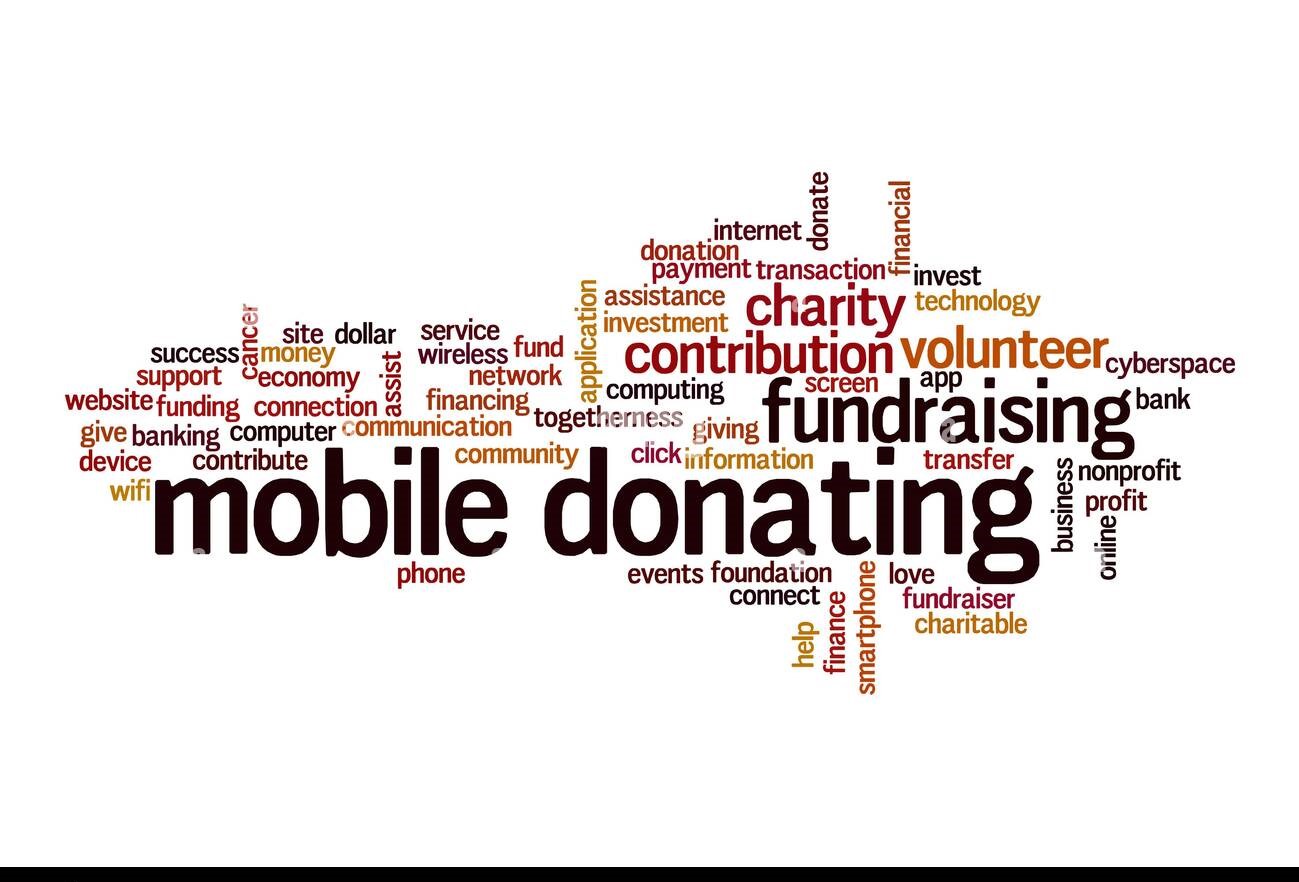 donate
financial
internet
donation
payment transaction
invest
assistance
charity
technology
application
investment
cancer
site dollar
service
success money
wireless fund
contribution volunteer
cyberspace
support economy
assist
network
computing
screen
app
website funding connection
financing
togetherness
giving
fundraising
bank
give banking computer communication
device contribute
community
click information
transfer
wifi
mobile donating
business
nonprofit
profit
online
phone
events foundation
love
connect
fundraiser
help
finance
smartphone
charitable